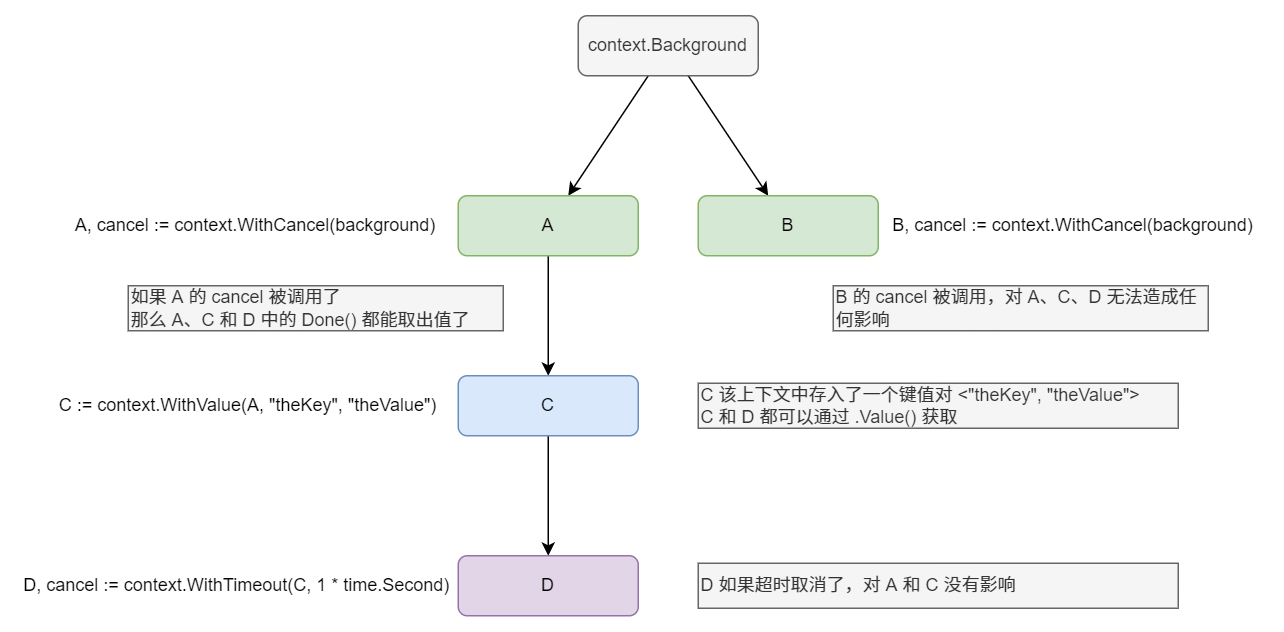 context.Background
A, cancel := context.WithCancel(background)
A
B
B, cancel := context.WithCancel(background)
如果 A 的 cancel 被调用了
那么 A、C 和 D 中的 Done() 都能取出值了
B 的 cancel 被调用，对 A、C、D 无法造成任
何影响
C := context.WithValue(A, "theKey", "theValue")
C
C 该上下文中存入了一个键值对 <"theKey", "theValue">
C 和 D 都可以通过 .Value() 获取
D, cancel := context.WithTimeout(C, 1 * time.Second)
D
D 如果超时取消了，对 A 和 C 没有影响